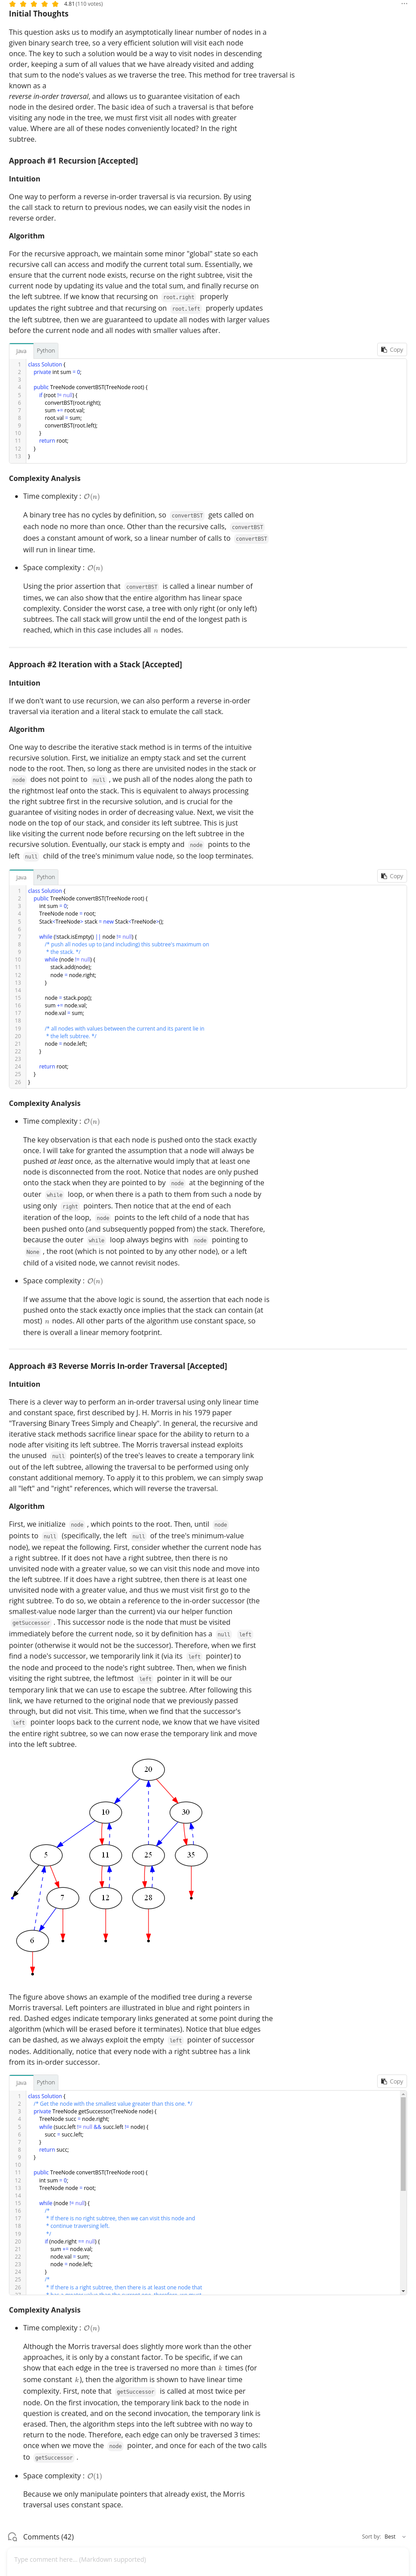 4.81 (110 votes)
Initial Thoughts
This question asks us to modify an asymptotically linear number of nodes in a
given binary search tree, so a very efficient solution will visit each node
once. The key to such a solution would be a way to visit nodes in descending
order, keeping a sum of all values that we have already visited and adding
that sum to the node's values as we traverse the tree. This method for tree traversal is
known as a
reverse in-order traversal, and allows us to guarantee visitation of each
node in the desired order. The basic idea of such a traversal is that before
visiting any node in the tree, we must first visit all nodes with greater
value. Where are all of these nodes conveniently located? In the right
subtree.
Approach #1 Recursion [Accepted]
Intuition
One way to perform a reverse in-order traversal is via recursion. By using
the call stack to return to previous nodes, we can easily visit the nodes in
reverse order.
Algorithm
For the recursive approach, we maintain some minor "global" state so each
recursive call can access and modify the current total sum. Essentially, we
ensure that the current node exists, recurse on the right subtree, visit the
current node by updating its value and the total sum, and finally recurse on
the left subtree. If we know that recursing on root.right properly
updates the right subtree and that recursing on root.left properly updates
the left subtree, then we are guaranteed to update all nodes with larger values
before the current node and all nodes with smaller values after.
Java Python Copy
1 class Solution {
2 private int sum = 0;
3
4 public TreeNode convertBST(TreeNode root) {
5 if (root != null) {
6 convertBST(root.right);
7 sum += root.val;
8 root.val = sum;
9 convertBST(root.left);
10 }
11 return root;
12 }
13 }
Complexity Analysis
• Time complexity : O(n)
A binary tree has no cycles by definition, so convertBST gets called on
each node no more than once. Other than the recursive calls, convertBST
does a constant amount of work, so a linear number of calls to convertBST
will run in linear time.
• Space complexity : O(n)
Using the prior assertion that convertBST is called a linear number of
times, we can also show that the entire algorithm has linear space
complexity. Consider the worst case, a tree with only right (or only left)
subtrees. The call stack will grow until the end of the longest path is
reached, which in this case includes all n nodes.
Approach #2 Iteration with a Stack [Accepted]
Intuition
If we don't want to use recursion, we can also perform a reverse in-order
traversal via iteration and a literal stack to emulate the call stack.
Algorithm
One way to describe the iterative stack method is in terms of the intuitive
recursive solution. First, we initialize an empty stack and set the current
node to the root. Then, so long as there are unvisited nodes in the stack or
node does not point to null , we push all of the nodes along the path to
the rightmost leaf onto the stack. This is equivalent to always processing
the right subtree first in the recursive solution, and is crucial for the
guarantee of visiting nodes in order of decreasing value. Next, we visit the
node on the top of our stack, and consider its left subtree. This is just
like visiting the current node before recursing on the left subtree in the
recursive solution. Eventually, our stack is empty and node points to the
left null child of the tree's minimum value node, so the loop terminates.
Java Python Copy
1 class Solution {
2 public TreeNode convertBST(TreeNode root) {
3 int sum = 0;
4 TreeNode node = root;
5 Stack<TreeNode> stack = new Stack<TreeNode>();
6
7 while (!stack.isEmpty() || node != null) {
8 /* push all nodes up to (and including) this subtree's maximum on
9 * the stack. */
10 while (node != null) {
11 stack.add(node);
12 node = node.right;
13 }
14
15 node = stack.pop();
16 sum += node.val;
17 node.val = sum;
18
19 /* all nodes with values between the current and its parent lie in
20 * the left subtree. */
21 node = node.left;
22 }
23
24 return root;
25 }
26 }
Complexity Analysis
• Time complexity : O(n)
The key observation is that each node is pushed onto the stack exactly
once. I will take for granted the assumption that a node will always be
pushed at least once, as the alternative would imply that at least one
node is disconnected from the root. Notice that nodes are only pushed
onto the stack when they are pointed to by node at the beginning of the
outer while loop, or when there is a path to them from such a node by
using only right pointers. Then notice that at the end of each
iteration of the loop, node points to the left child of a node that has
been pushed onto (and subsequently popped from) the stack. Therefore,
because the outer while loop always begins with node pointing to
None , the root (which is not pointed to by any other node), or a left
child of a visited node, we cannot revisit nodes.
• Space complexity : O(n)
If we assume that the above logic is sound, the assertion that each node is
pushed onto the stack exactly once implies that the stack can contain (at
most) n nodes. All other parts of the algorithm use constant space, so
there is overall a linear memory footprint.
Approach #3 Reverse Morris In-order Traversal [Accepted]
Intuition
There is a clever way to perform an in-order traversal using only linear time
and constant space, first described by J. H. Morris in his 1979 paper
"Traversing Binary Trees Simply and Cheaply". In general, the recursive and
iterative stack methods sacrifice linear space for the ability to return to a
node after visiting its left subtree. The Morris traversal instead exploits
the unused null pointer(s) of the tree's leaves to create a temporary link
out of the left subtree, allowing the traversal to be performed using only
constant additional memory. To apply it to this problem, we can simply swap
all "left" and "right" references, which will reverse the traversal.
Algorithm
First, we initialize node , which points to the root. Then, until node
points to null (specifically, the left null of the tree's minimum-value
node), we repeat the following. First, consider whether the current node has
a right subtree. If it does not have a right subtree, then there is no
unvisited node with a greater value, so we can visit this node and move into
the left subtree. If it does have a right subtree, then there is at least one
unvisited node with a greater value, and thus we must visit first go to the
right subtree. To do so, we obtain a reference to the in-order successor (the
smallest-value node larger than the current) via our helper function
getSuccessor . This successor node is the node that must be visited
immediately before the current node, so it by definition has a null left
pointer (otherwise it would not be the successor). Therefore, when we first
find a node's successor, we temporarily link it (via its left pointer) to
the node and proceed to the node's right subtree. Then, when we finish
visiting the right subtree, the leftmost left pointer in it will be our
temporary link that we can use to escape the subtree. After following this
link, we have returned to the original node that we previously passed
through, but did not visit. This time, when we find that the successor's
left pointer loops back to the current node, we know that we have visited
the entire right subtree, so we can now erase the temporary link and move
into the left subtree.
20
10 30
5 11 25 35
7 12 28
6
The figure above shows an example of the modified tree during a reverse
Morris traversal. Left pointers are illustrated in blue and right pointers in
red. Dashed edges indicate temporary links generated at some point during the
algorithm (which will be erased before it terminates). Notice that blue edges
can be dashed, as we always exploit the empty left pointer of successor
nodes. Additionally, notice that every node with a right subtree has a link
from its in-order successor.
Java Python Copy
1 class Solution {
2 /* Get the node with the smallest value greater than this one. */
3 private TreeNode getSuccessor(TreeNode node) {
4 TreeNode succ = node.right;
5 while (succ.left != null && succ.left != node) {
6 succ = succ.left;
7 }
8 return succ;
9 }
10
11 public TreeNode convertBST(TreeNode root) {
12 int sum = 0;
13 TreeNode node = root;
14
15 while (node != null) {
16 /*
17 * If there is no right subtree, then we can visit this node and
18 * continue traversing left.
19 */
20 if (node.right == null) {
21 sum += node.val;
22 node.val = sum;
23 node = node.left;
24 }
25 /*
26 * If there is a right subtree, then there is at least one node that
Complexity Analysis
• Time complexity : O(n)
Although the Morris traversal does slightly more work than the other
approaches, it is only by a constant factor. To be specific, if we can
show that each edge in the tree is traversed no more than k times (for
some constant k), then the algorithm is shown to have linear time
complexity. First, note that getSuccessor is called at most twice per
node. On the first invocation, the temporary link back to the node in
question is created, and on the second invocation, the temporary link is
erased. Then, the algorithm steps into the left subtree with no way to
return to the node. Therefore, each edge can only be traversed 3 times:
once when we move the node pointer, and once for each of the two calls
to getSuccessor .
• Space complexity : O(1)
Because we only manipulate pointers that already exist, the Morris
traversal uses constant space.
Comments (42) Sort by: Best
Type comment here... (Markdown supported)